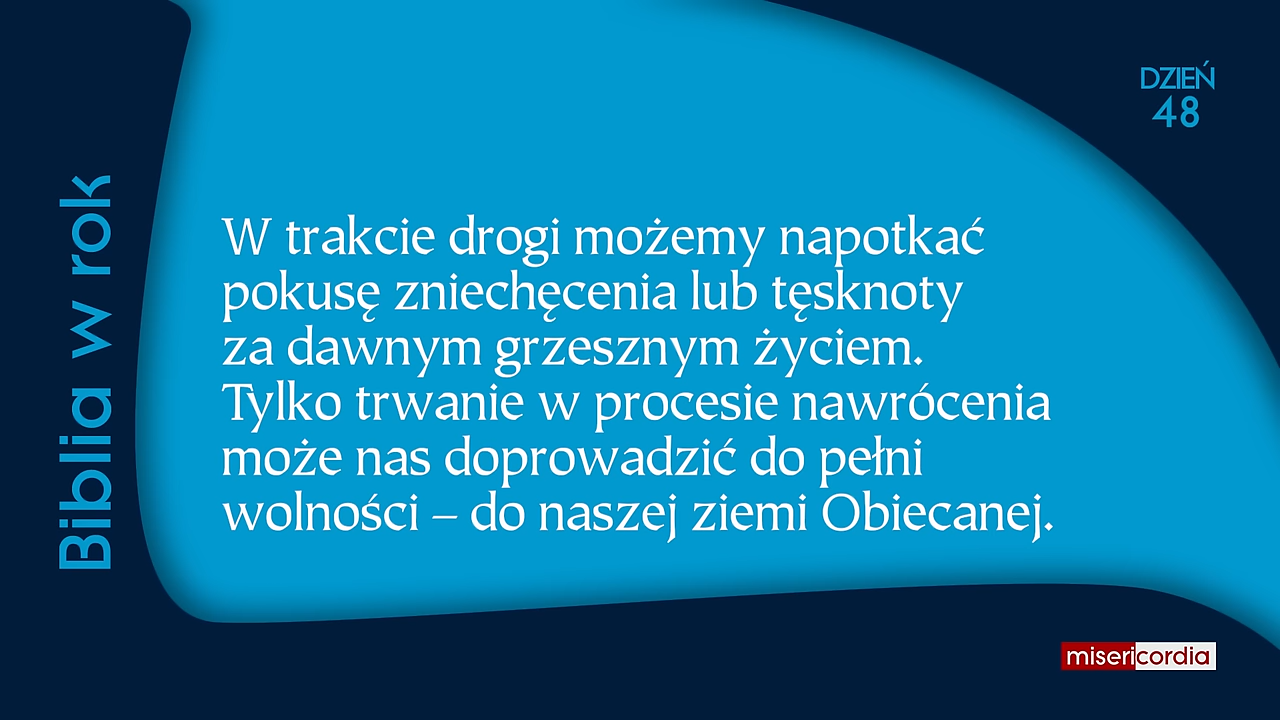 Biblia w rok
DZIEŃ
48
W trakcie drogi możemy napotkać
pokusę zniechęcenia lub tęsknoty
za dawnym grzesznym życiem.
Tylko trwanie w procesie nawrócenia
może nas doprowadzić do pełni
wolności – do naszej ziemi Obiecanej.
misericordia